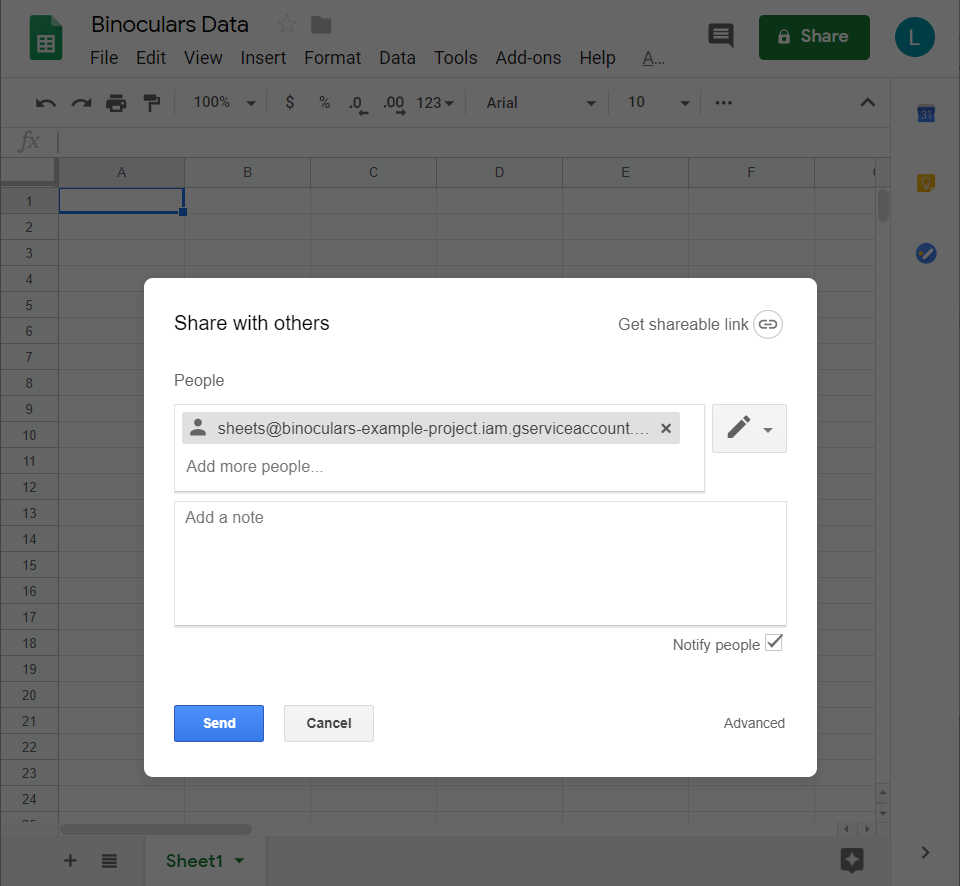 Binoculars Data
Share
L
File Edit View Insert Format Data Tools Add-ons Help A...
100% $ % .0 .00 123 Arial 10
31
fx
A B C D E F
1
2
3
4
5
6
7
8
9
10
11
12
13
14
15
16
17
18
19
20
21
22
23
24
Share with others
Get shareable link
People
sheets@binoculars-example-project.iam.gserviceaccount....
Add more people...
Add a note
Notify people
Send
Cancel
Advanced
Sheet1